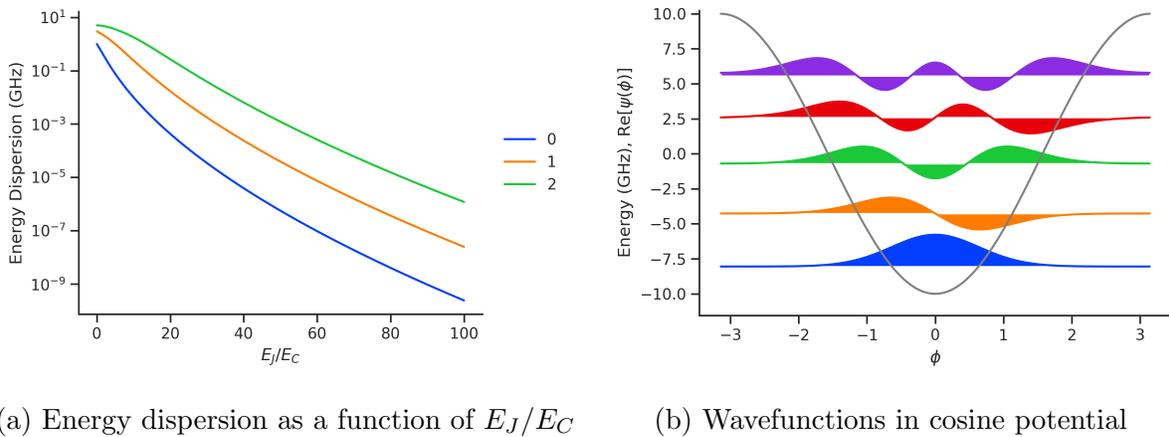 10¹
10⁻¹
10⁻³
10⁻⁵
10⁻⁷
10⁻⁹
Energy Dispersion (GHz)
0 20 40 60 80 100
E_J/E_C
0
1
2
10.0
7.5
5.0
2.5
0.0
−2.5
−5.0
−7.5
−10.0
Energy (GHz), Re[ψ(ϕ)]
−3 −2 −1 0 1 2 3
ϕ
a) Energy dispersion as a function of E_J/E_C
(b) Wavefunctions in cosine potential